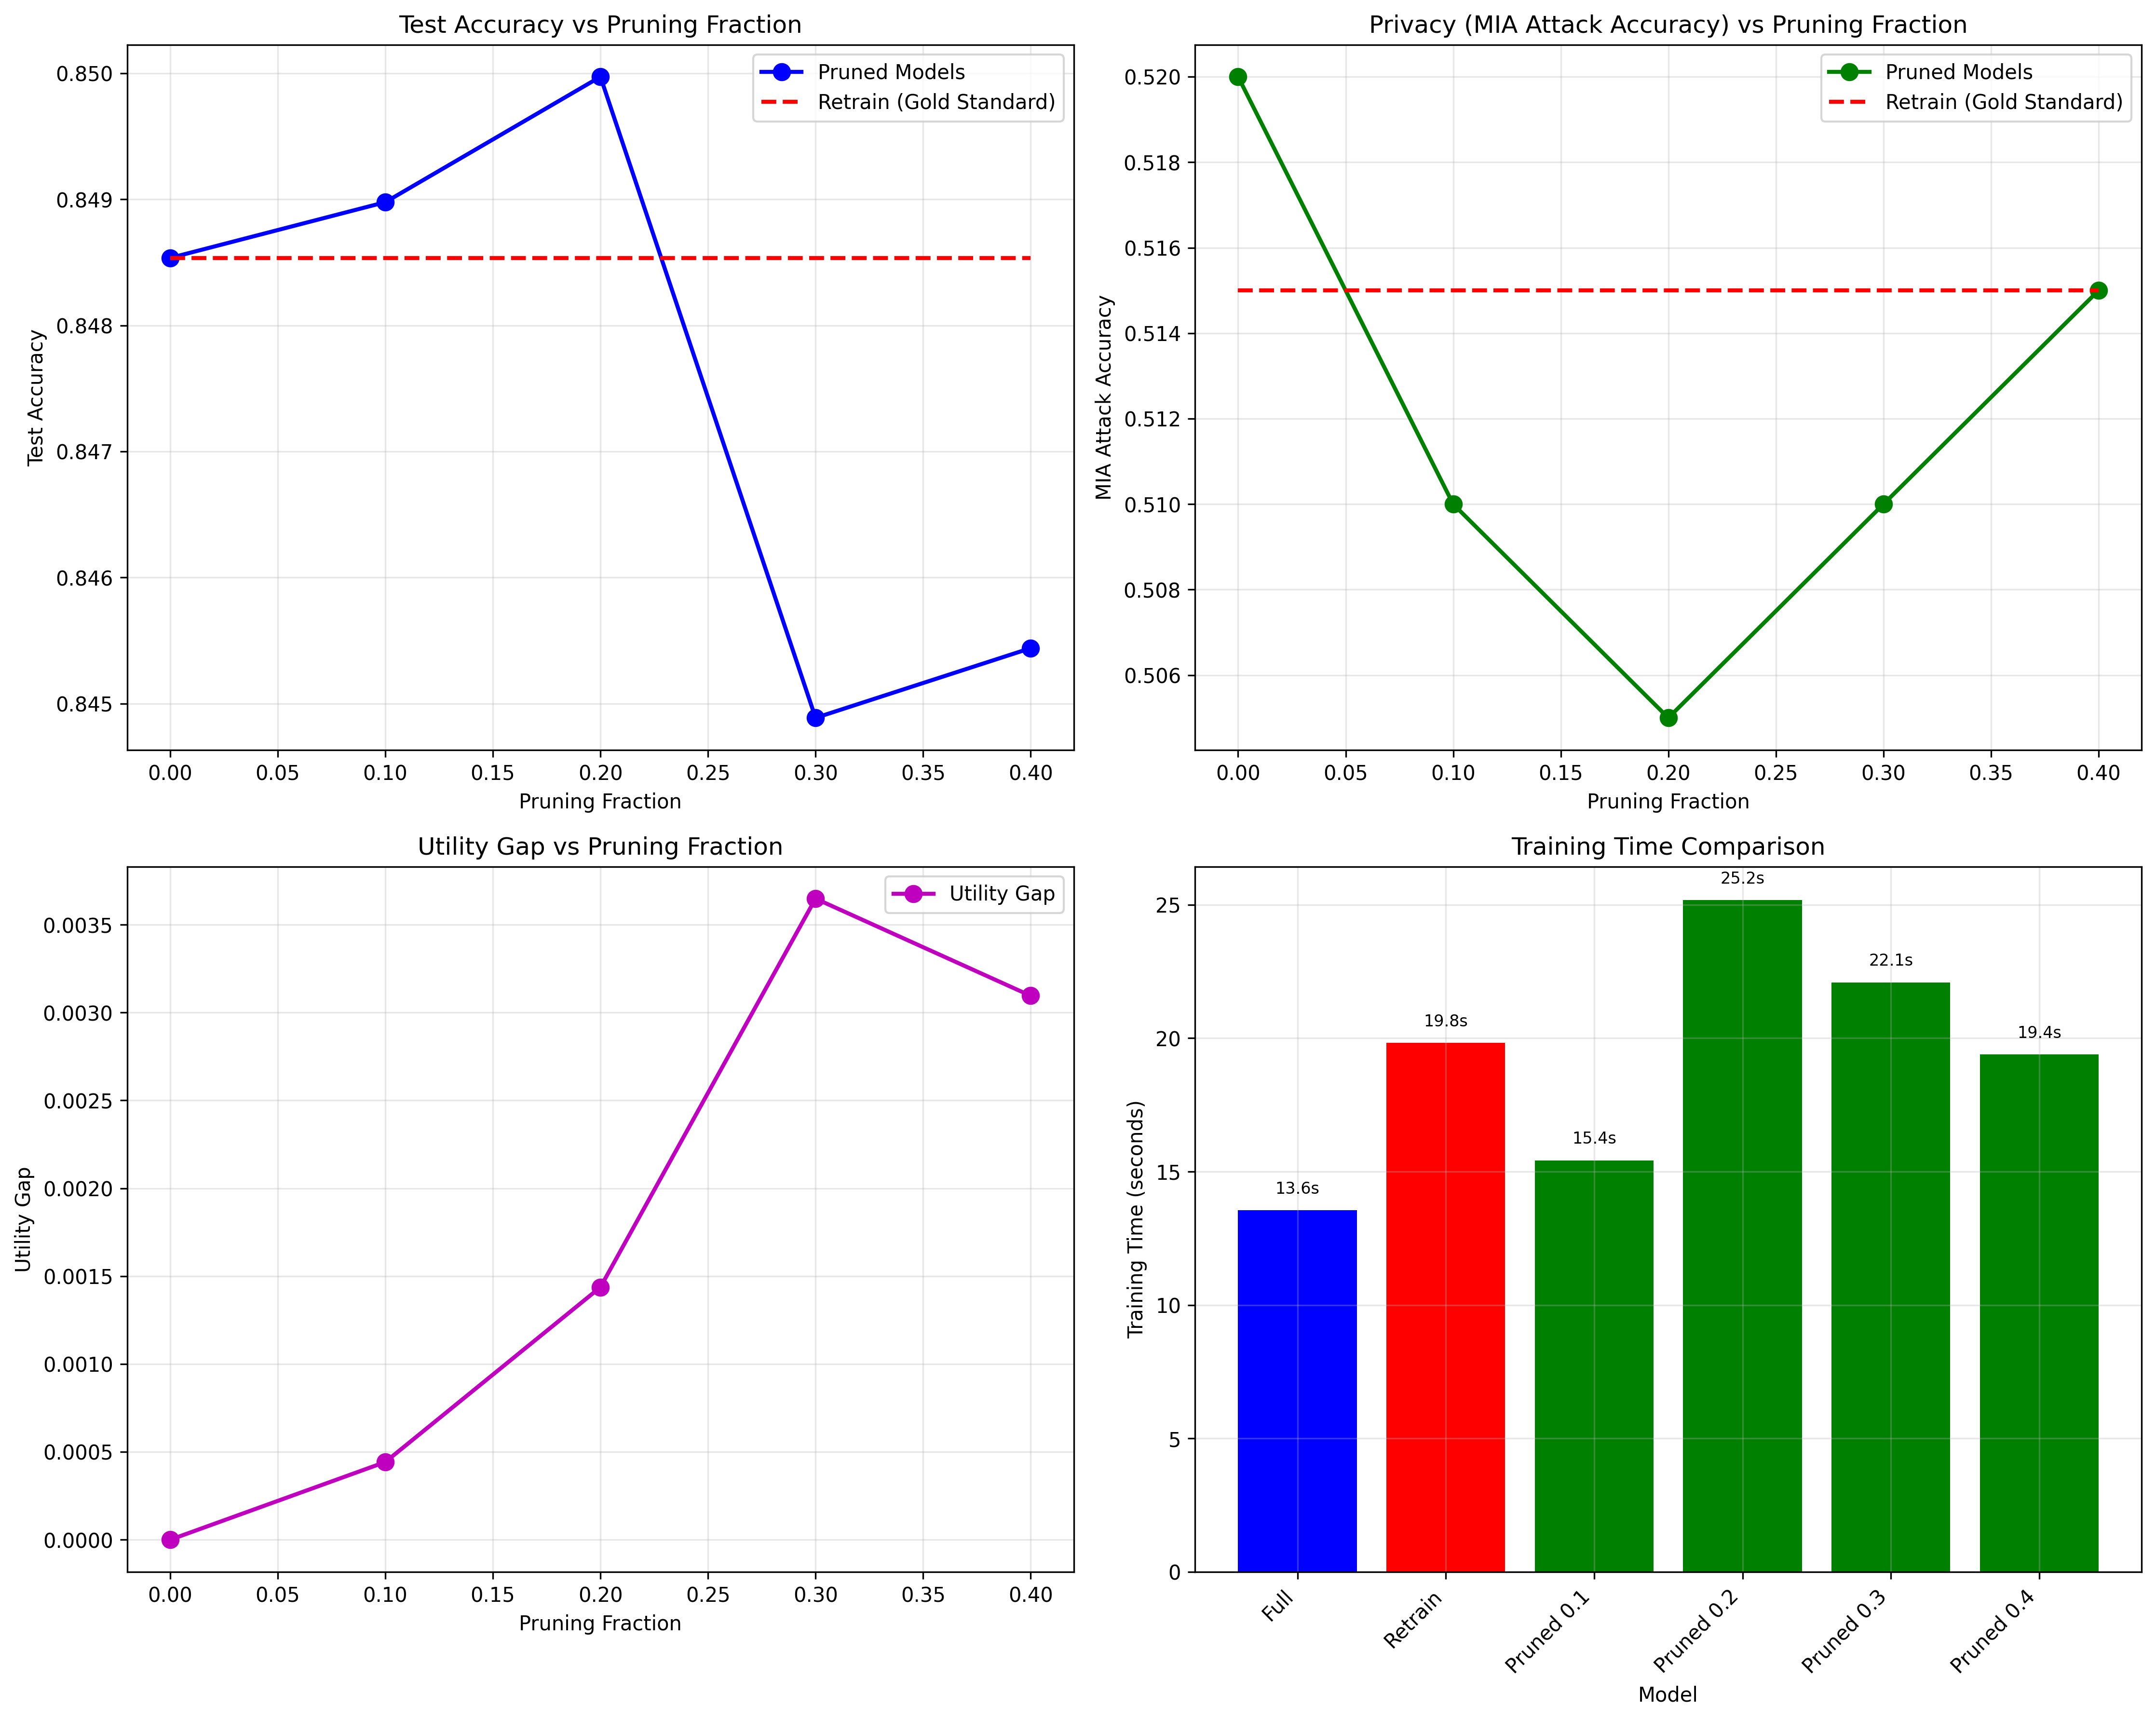 Test Accuracy vs Pruning Fraction
Pruned Models
Retrain (Gold Standard)
0.850
0.849
0.848
0.847
0.846
0.845
Test Accuracy
0.00 0.05 0.10 0.15 0.20 0.25 0.30 0.35 0.40
Pruning Fraction
Privacy (MIA Attack Accuracy) vs Pruning Fraction
Pruned Models
Retrain (Gold Standard)
0.520
0.518
0.516
0.514
0.512
0.510
0.508
0.506
MIA Attack Accuracy
0.00 0.05 0.10 0.15 0.20 0.25 0.30 0.35 0.40
Pruning Fraction
Utility Gap vs Pruning Fraction
Utility Gap
0.0035
0.0030
0.0025
0.0020
0.0015
0.0010
0.0005
0.0000
Utility Gap
0.00 0.05 0.10 0.15 0.20 0.25 0.30 0.35 0.40
Pruning Fraction
Training Time Comparison
25
20
15
10
5
0
Training Time (seconds)
13.6s
19.8s
15.4s
25.2s
22.1s
19.4s
Full
Retrain
Pruned 0.1
Pruned 0.2
Pruned 0.3
Pruned 0.4
Model